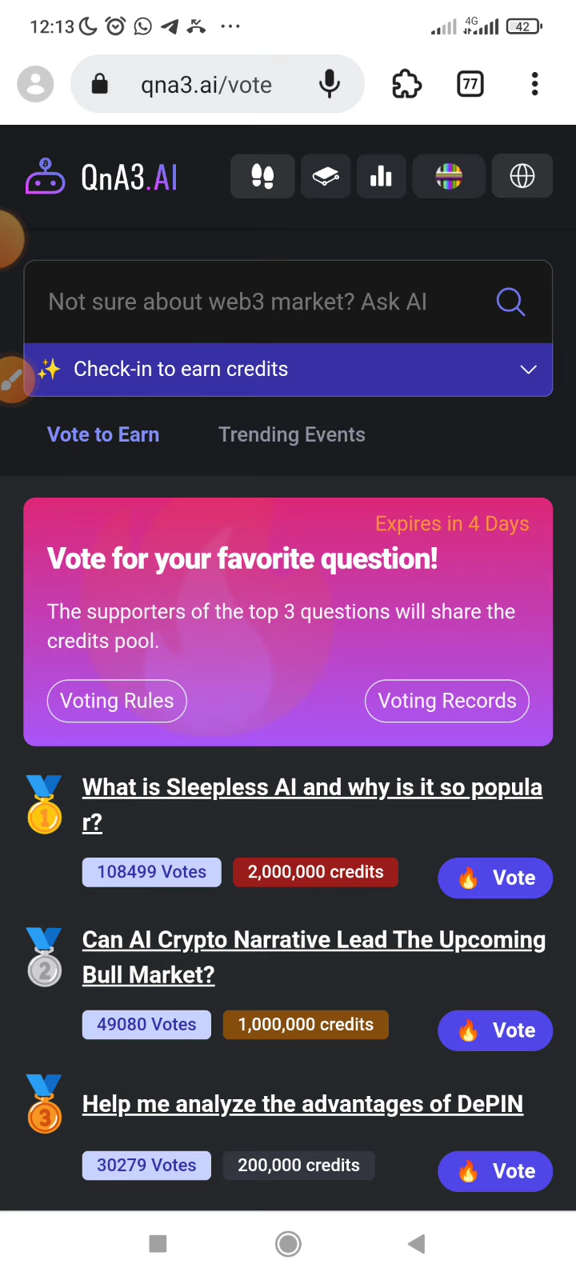 12:13
4G
42
qna3.ai/vote
77
QnA3.AI
Not sure about web3 market? Ask AI
Check-in to earn credits
Vote to Earn
Trending Events
Expires in 4 Days
Vote for your favorite question!
The supporters of the top 3 questions will share the
credits pool.
Voting Rules
Voting Records
1
What is Sleepless AI and why is it so popula
r?
108499 Votes
2,000,000 credits
Vote
2
Can AI Crypto Narrative Lead The Upcoming
Bull Market?
49080 Votes
1,000,000 credits
Vote
3
Help me analyze the advantages of DePIN
30279 Votes
200,000 credits
Vote